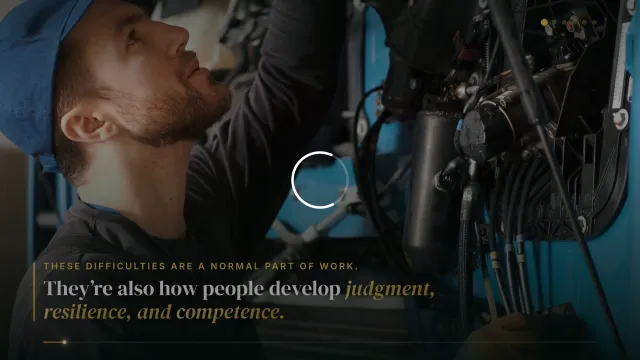 THESE DIFFICULTIES ARE A NORMAL PART OF WORK.
They’re also how people develop judgment,
resilience, and competence.